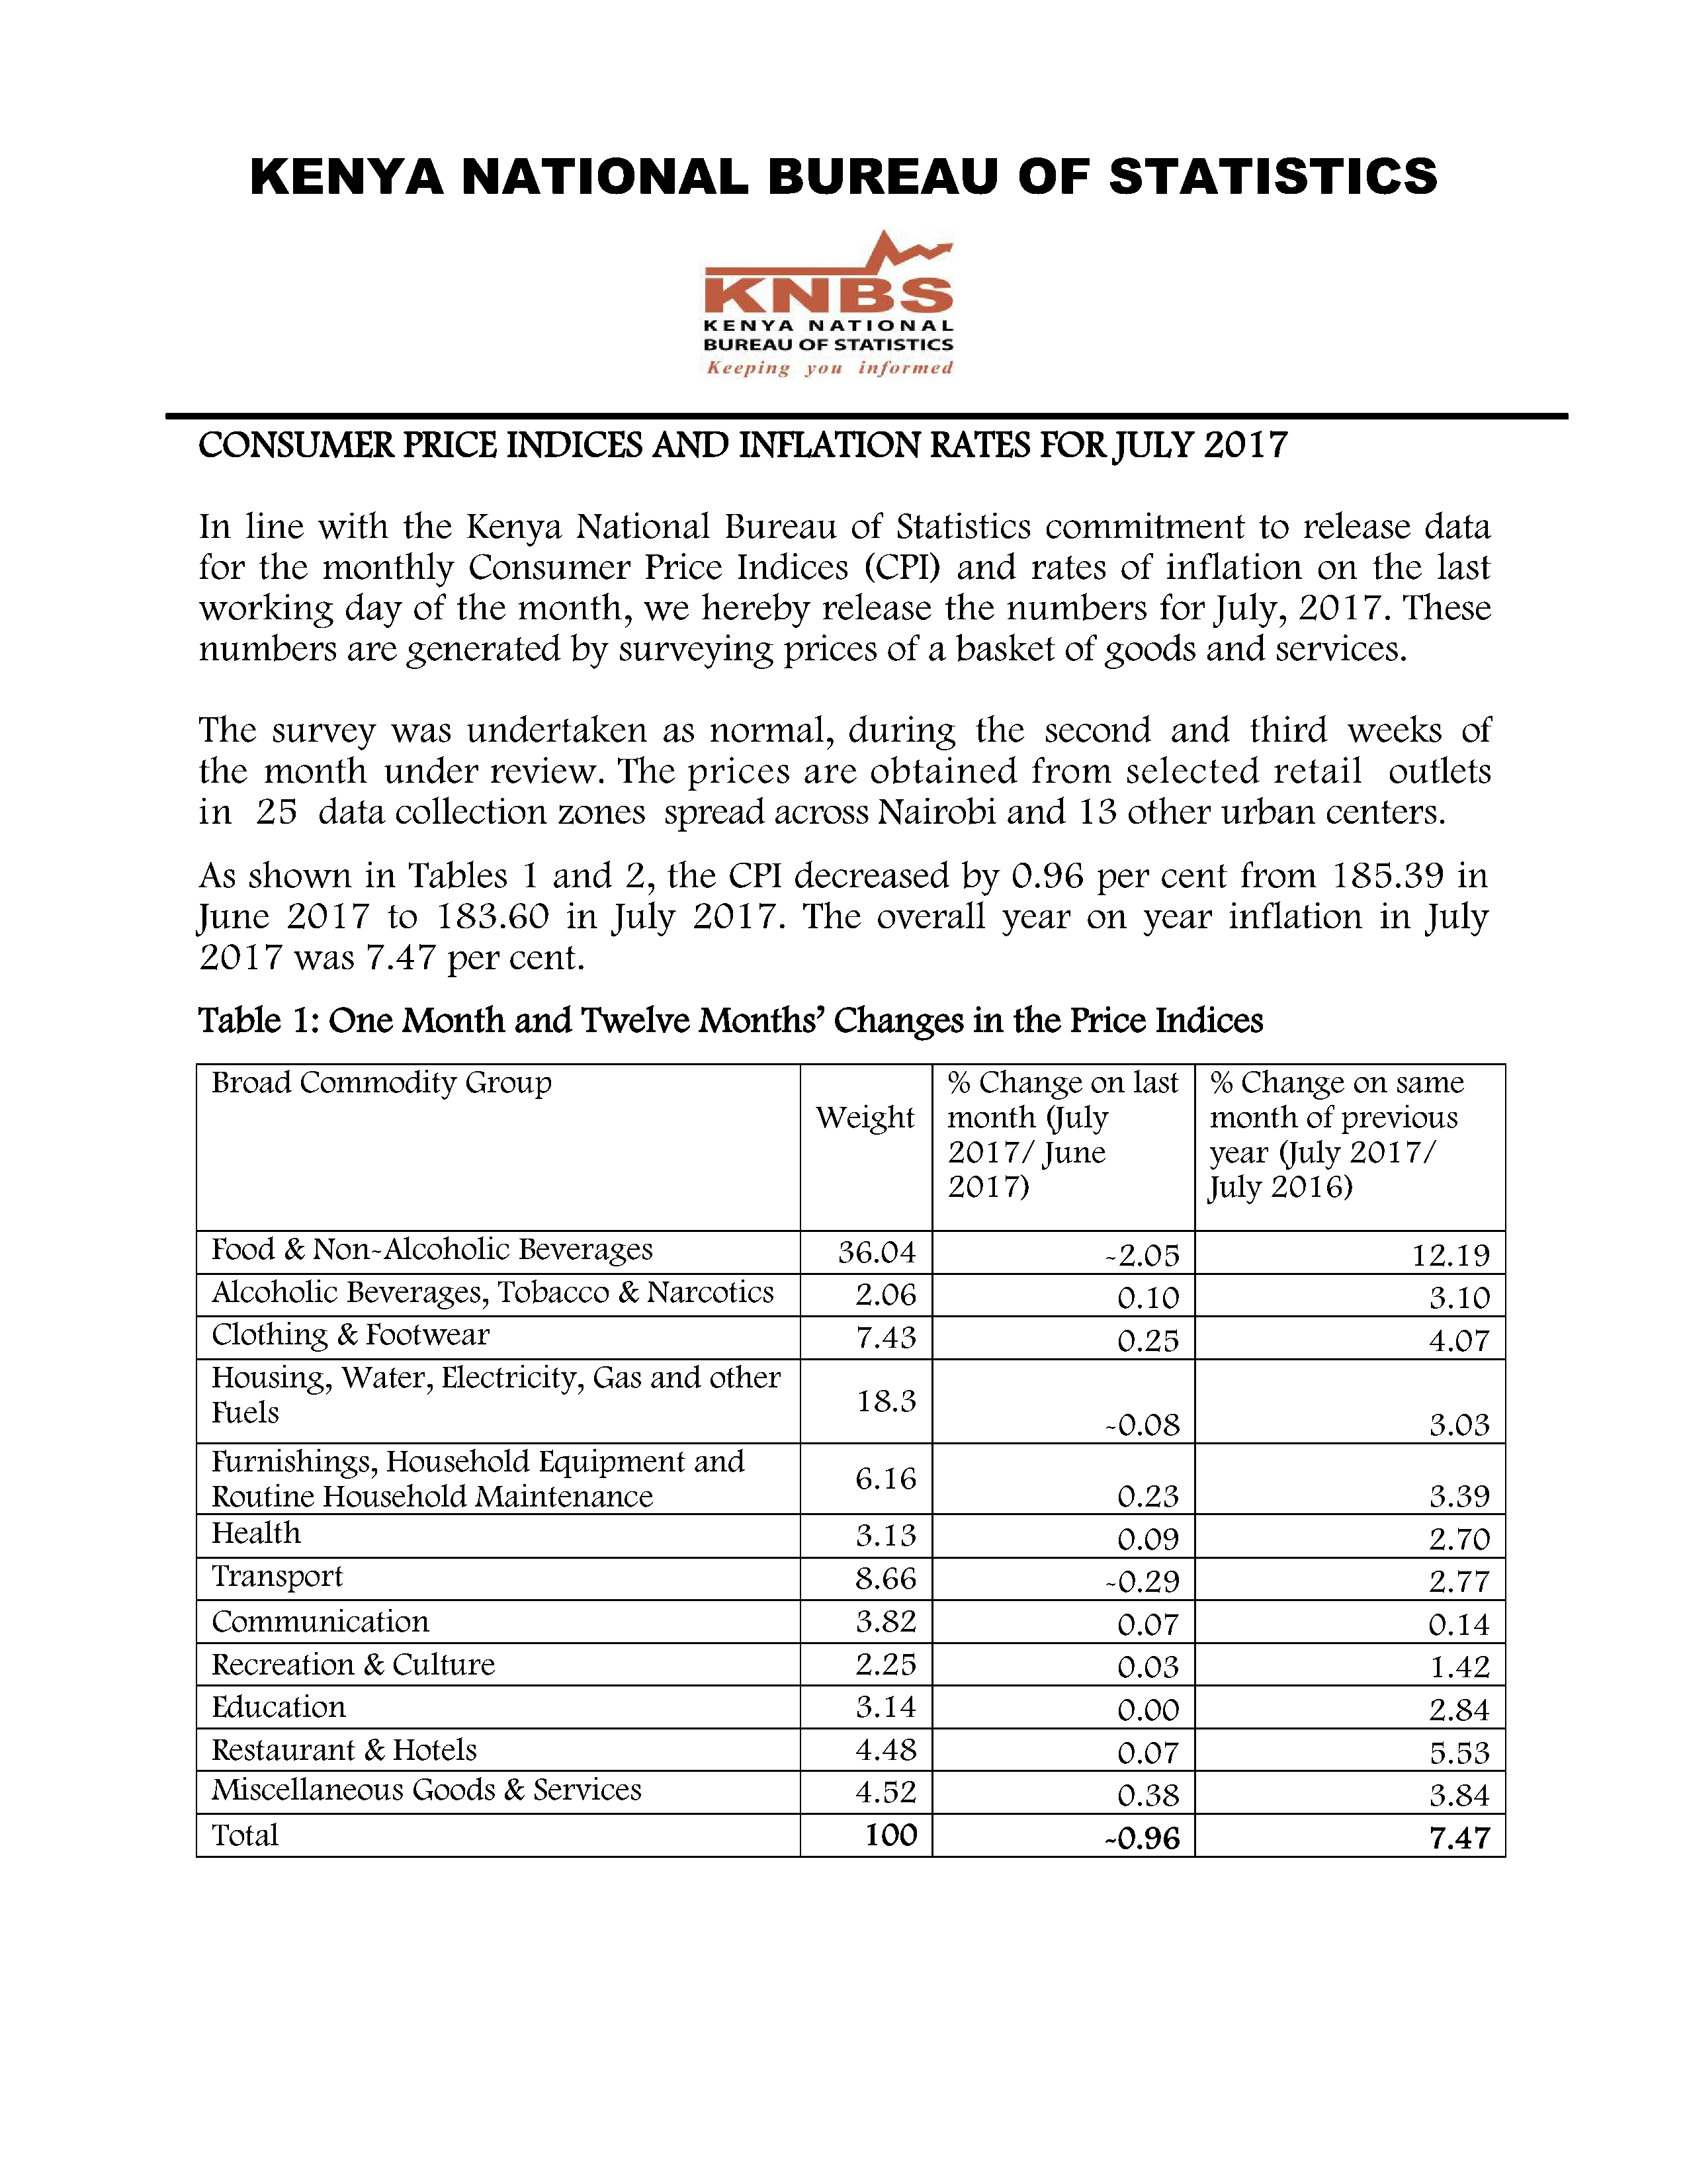 KENYA NATIONAL BUREAU OF STATISTICS
KNBS
KENYA NATIONAL
BUREAU OF STATISTICS
Keeping you informed
CONSUMER PRICE INDICES AND INFLATION RATES FOR JULY 2017
In line with the Kenya National Bureau of Statistics commitment to release data
for the monthly Consumer Price Indices (CPI) and rates of inflation on the last
working day of the month, we hereby release the numbers for July, 2017. These
numbers are generated by surveying prices of a basket of goods and services.
The survey was undertaken as normal, during the second and third weeks of
the month under review. The prices are obtained from selected retail outlets
in 25 data collection zones spread across Nairobi and 13 other urban centers.
As shown in Tables 1 and 2, the CPI decreased by 0.96 per cent from 185.39 in
June 2017 to 183.60 in July 2017. The overall year on year inflation in July
2017 was 7.47 per cent.
Table 1: One Month and Twelve Months' Changes in the Price Indices
Broad Commodity Group
Weight
% Change on last
month (July
2017/ June
2017)
% Change on same
month of previous
year (July 2017/
July 2016)
Food & Non-Alcoholic Beverages 36.04 -2.05 12.19
Alcoholic Beverages, Tobacco & Narcotics 2.06 0.10 3.10
Clothing & Footwear 7.43 0.25 4.07
Housing, Water, Electricity, Gas and other
Fuels 18.3 -0.08 3.03
Furnishings, Household Equipment and
Routine Household Maintenance 6.16 0.23 3.39
Health 3.13 0.09 2.70
Transport 8.66 -0.29 2.77
Communication 3.82 0.07 0.14
Recreation & Culture 2.25 0.03 1.42
Education 3.14 0.00 2.84
Restaurant & Hotels 4.48 0.07 5.53
Miscellaneous Goods & Services 4.52 0.38 3.84
Total 100 -0.96 7.47